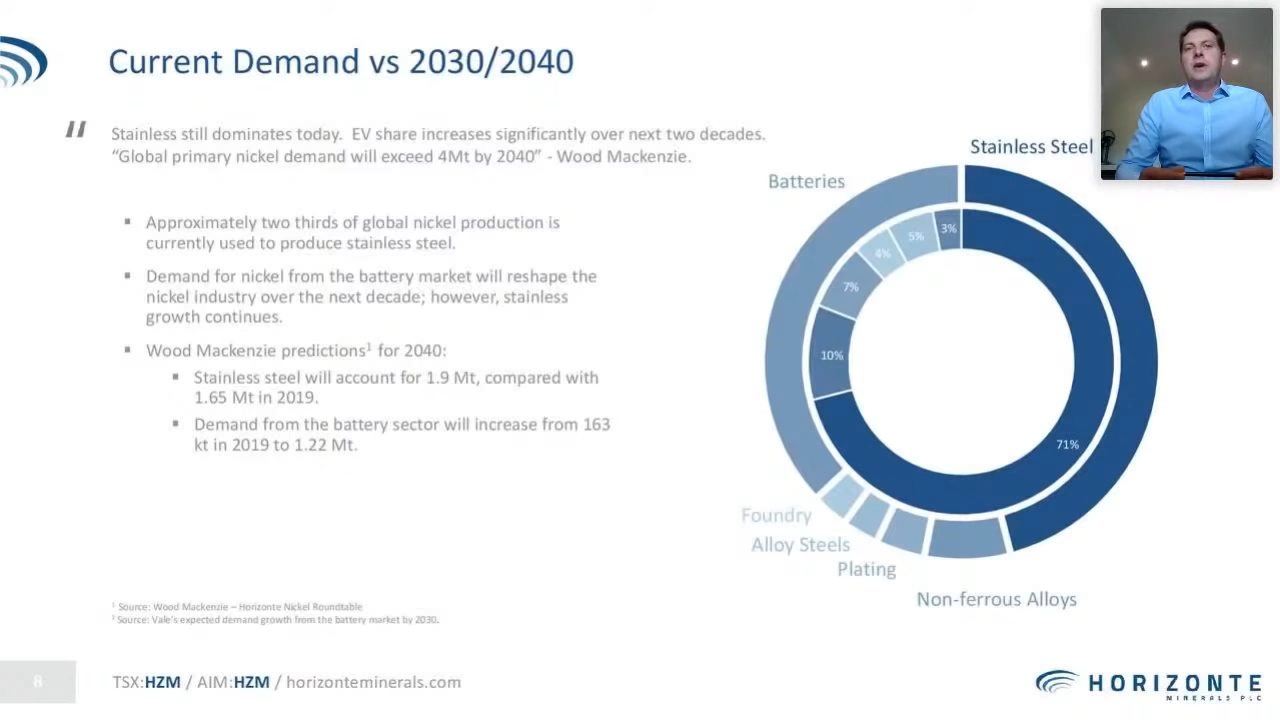 Current Demand vs 2030/2040
“ Stainless still dominates today. EV share increases significantly over next two decades.
“Global primary nickel demand will exceed 4Mt by 2040” - Wood Mackenzie.
▪ Approximately two thirds of global nickel production is
currently used to produce stainless steel.
▪ Demand for nickel from the battery market will reshape the
nickel industry over the next decade; however, stainless
growth continues.
▪ Wood Mackenzie predictions¹ for 2040:
▪ Stainless steel will account for 1.9 Mt, compared with
1.65 Mt in 2019.
▪ Demand from the battery sector will increase from 163
kt in 2019 to 1.22 Mt.
Stainless Steel
Batteries
3%
5%
4%
7%
10%
71%
Foundry
Alloy Steels
Plating
Non-ferrous Alloys
¹ Source: Wood Mackenzie – Horizonte Nickel Roundtable
Source: Vale's expected demand growth from the battery market by 2030.
8
TSX:HZM / AIM:HZM / horizonteminerals.com
HORIZONTE
MINERALS PLC